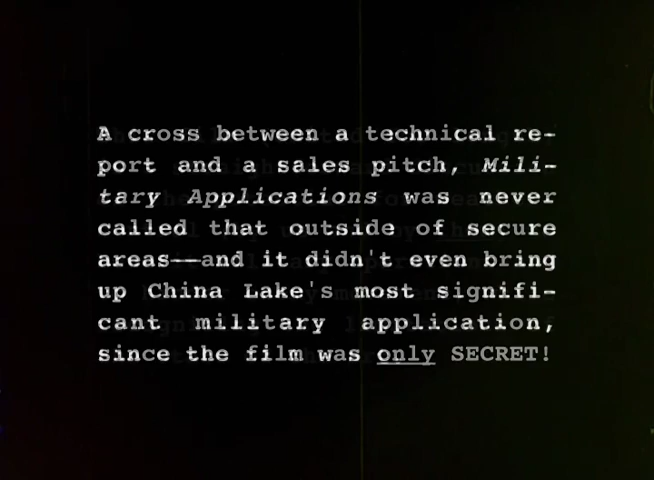 A cross between a technical re-
port and a sales pitch, Mili-
tary Applications was never
called that outside of secure
areas——and it didn't even bring
up China Lake's most signifi-
cant military application,
since the film was only SECRET!